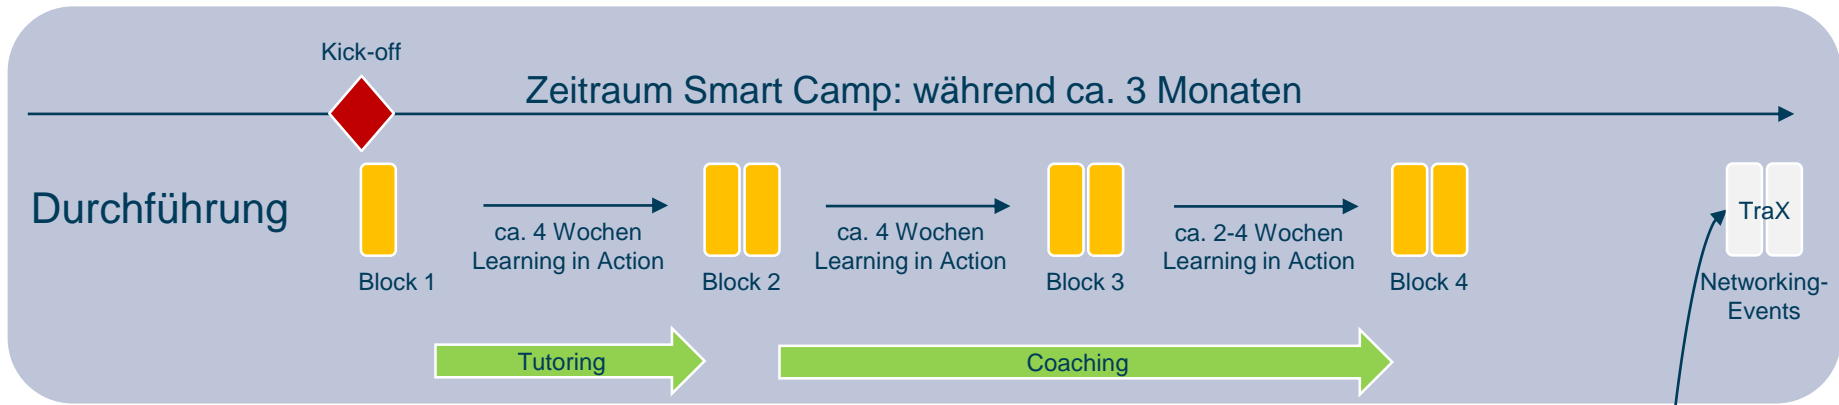 Kick-off
Zeitraum Smart Camp: während ca. 3 Monaten
Durchführung
TraX
ca. 4 Wochen
Learning in Action
ca. 4 Wochen
Learning in Action
ca. 2-4 Wochen
Learning in Action
Block 1
Block 2
Block 3
Block 4
Networking-
Events
Tutoring
Coaching